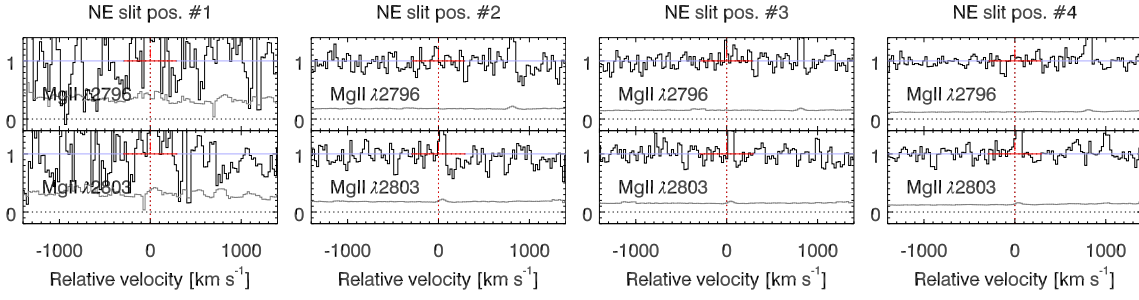 NE slit pos. #1 NE slit pos. #2 NE slit pos. #3 NE slit pos. #4
1 1 1 1
MgII λ2796 MgII λ2796 MgII λ2796 MgII λ2796
0 0 0 0
1 1 1 1
MgII λ2803 MgII λ2803 MgII λ2803 MgII λ2803
0 0 0 0
-1000 0 1000 -1000 0 1000 -1000 0 1000 -1000 0 1000
Relative velocity [km s⁻¹] Relative velocity [km s⁻¹] Relative velocity [km s⁻¹] Relative velocity [km s⁻¹]